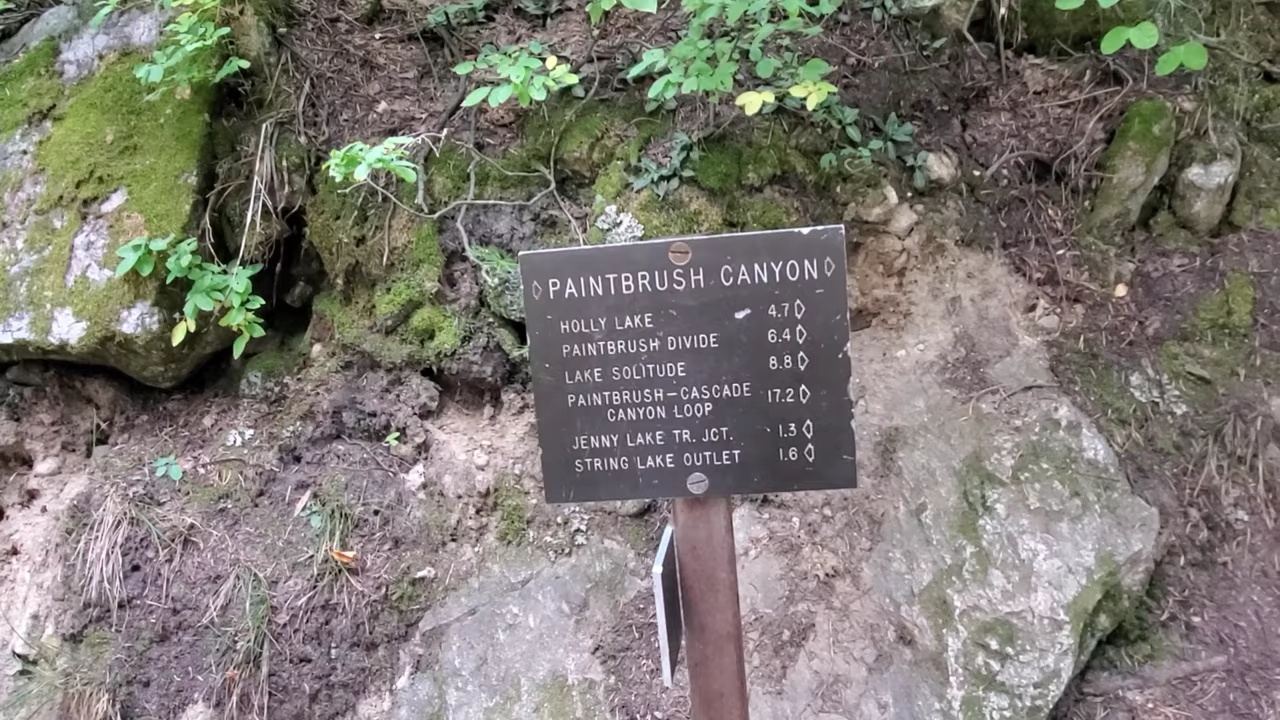 PAINTBRUSH CANYON
HOLLY LAKE 4.7
PAINTBRUSH DIVIDE 6.4
LAKE SOLITUDE 8.8
PAINTBRUSH-CASCADE
CANYON LOOP 17.2
JENNY LAKE TR. JCT. 1.3
STRING LAKE OUTLET 1.6